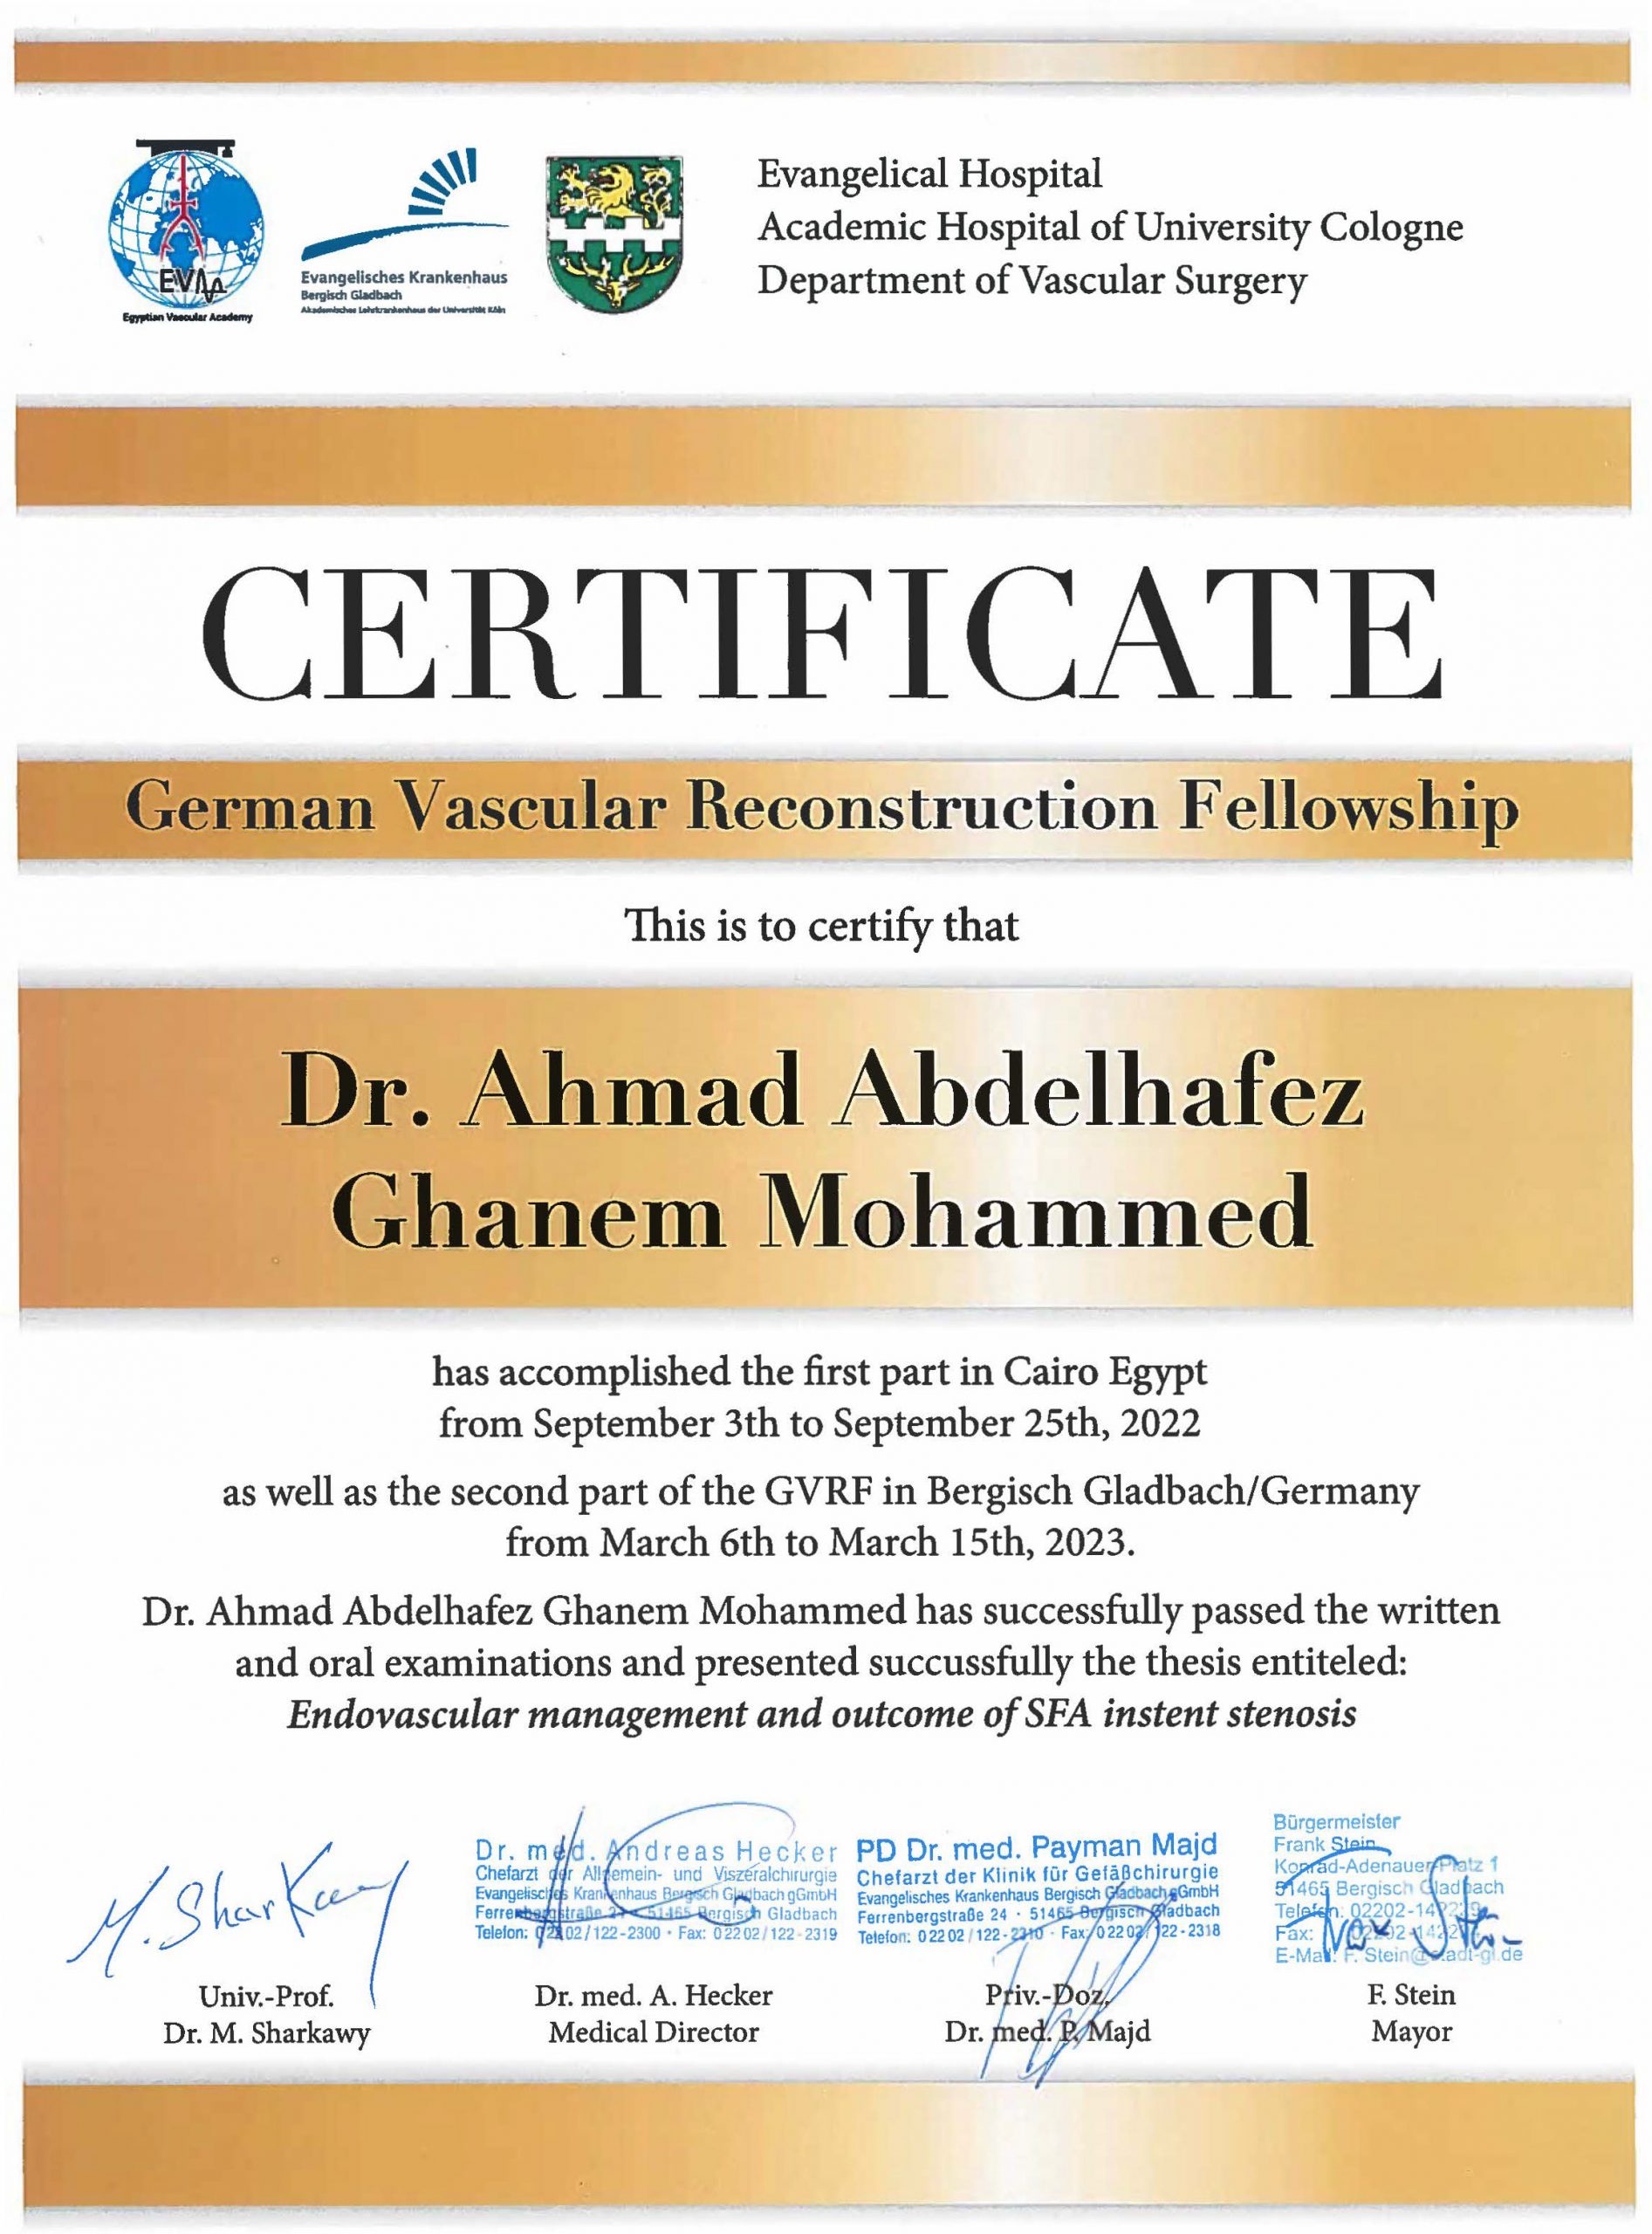 EVA
Egyptian Vascular Academy
Evangelisches Krankenhaus
Bergisch Gladbach
Akademisches Lehrkrankenhaus der Universität Köln
Evangelical Hospital
Academic Hospital of University Cologne
Department of Vascular Surgery
CERTIFICATE
German Vascular Reconstruction Fellowship
This is to certify that
Dr. Ahmad Abdelhafez
Ghanem Mohammed
has accomplished the first part in Cairo Egypt
from September 3th to September 25th, 2022
as well as the second part of the GVRF in Bergisch Gladbach/Germany
from March 6th to March 15th, 2023.
Dr. Ahmad Abdelhafez Ghanem Mohammed has successfully passed the written
and oral examinations and presented succussfully the thesis entiteled:
Endovascular management and outcome of SFA instent stenosis
M. Sharkawy
Univ.-Prof.
Dr. M. Sharkawy
Dr. med. Andreas Hecker
Chefarzt der Allgemein- und Viszeralchirurgie
Evangelisches Krankenhaus Bergisch Gladbach gGmbH
Ferrenbergstraße 51465 Bergisch Gladbach
Telefon: 02202/122-2300 · Fax: 02202/122-2319
Dr. med. A. Hecker
Medical Director
PD Dr. med. Payman Majd
Chefarzt der Klinik für Gefäßchirurgie
Evangelisches Krankenhaus Bergisch Gladbach gGmbH
Ferrenbergstraße 24 · 51465 Bergisch Gladbach
Telefon: 02202/122-2310 · Fax: 02202/122-2318
Priv.-Doz.
Dr. med. P. Majd
Bürgermeister
Frank Stein
Konrad-Adenauer-Platz 1
51465 Bergisch Gladbach
Telefon: 
Fax: 
E-Mail: F. Stein@stadt-gl.de
F. Stein
Mayor